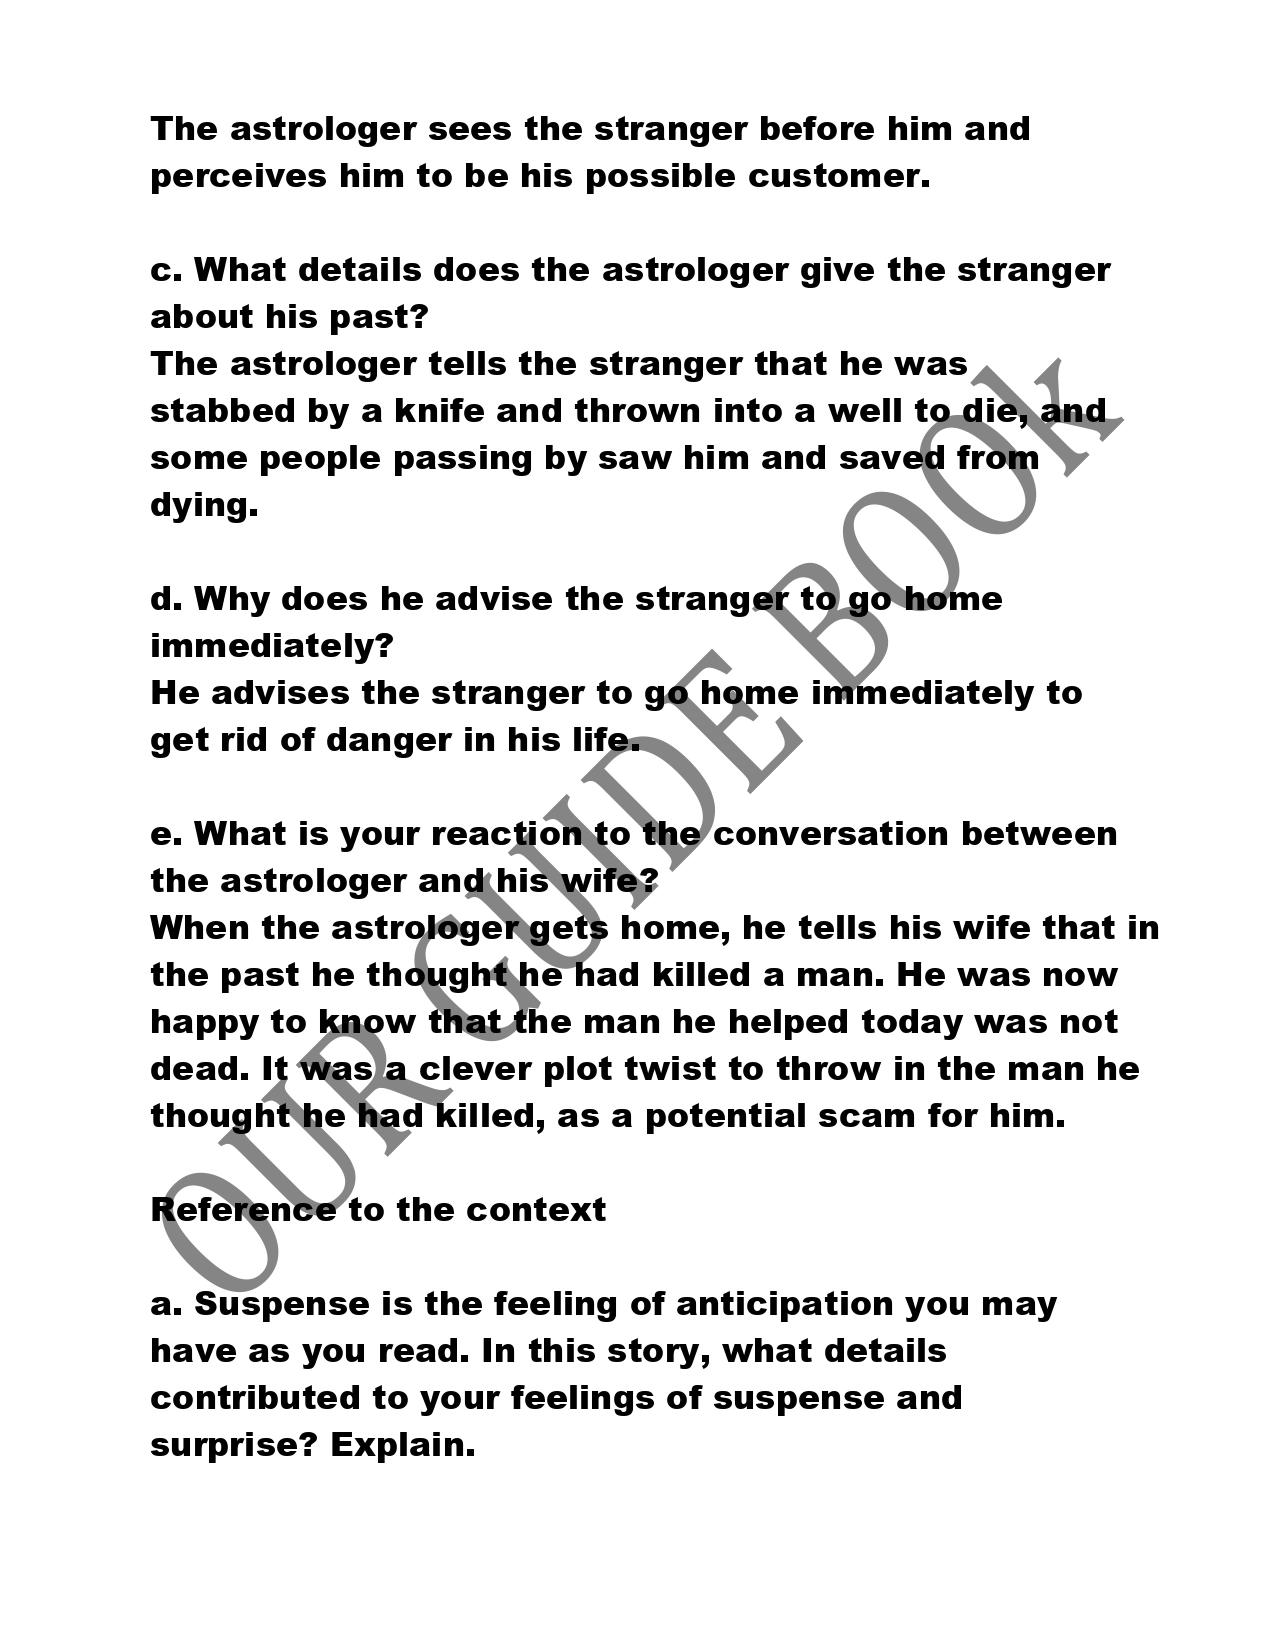 The astrologer sees the stranger before him and
perceives him to be his possible customer.
c. What details does the astrologer give the stranger
about his past?
The astrologer tells the stranger that he was
stabbed by a knife and thrown into a well to die, and
some people passing by saw him and saved from
dying.
d. Why does he advise the stranger to go home
immediately?
He advises the stranger to go home immediately to
get rid of danger in his life.
e. What is your reaction to the conversation between
the astrologer and his wife?
When the astrologer gets home, he tells his wife that in
the past he thought he had killed a man. He was now
happy to know that the man he helped today was not
dead. It was a clever plot twist to throw in the man he
thought he had killed, as a potential scam for him.
Reference to the context
a. Suspense is the feeling of anticipation you may
have as you read. In this story, what details
contributed to your feelings of suspense and
surprise? Explain.
OUR GUIDE BOOk